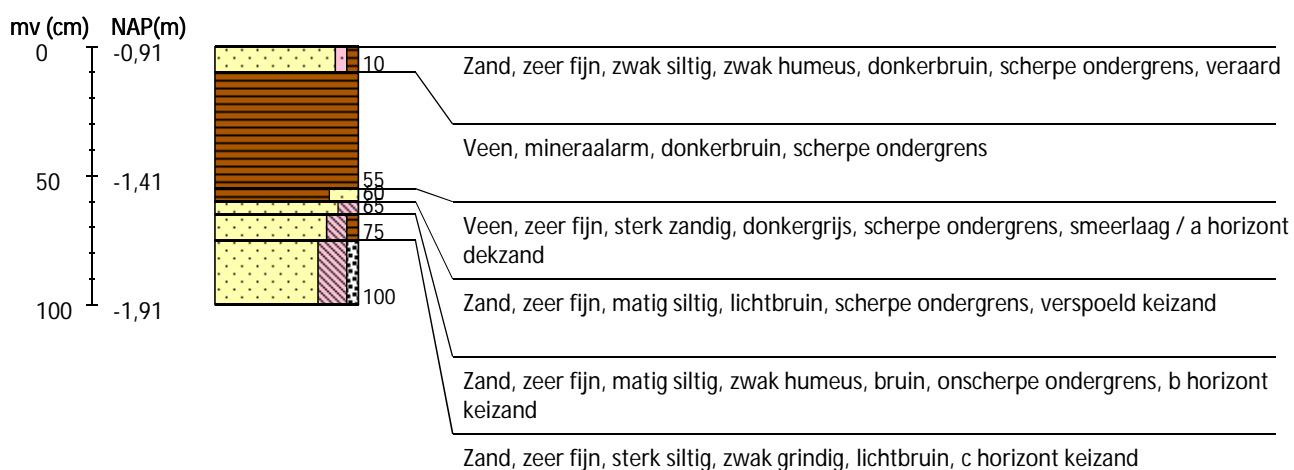 mv (cm) NAP(m)
0 -0,91
10
Zand, zeer fijn, zwak siltig, zwak humeus, donkerbruin, scherpe ondergrens, veraard
Veen, mineraalarm, donkerbruin, scherpe ondergrens
50 -1,41
55
60
Veen, zeer fijn, sterk zandig, donkergrijs, scherpe ondergrens, smeerlaag / a horizont
dekzand
65
75
Zand, zeer fijn, matig siltig, lichtbruin, scherpe ondergrens, verspoeld keizand
100
100 -1,91
Zand, zeer fijn, matig siltig, zwak humeus, bruin, onscherpe ondergrens, b horizont
keizand
Zand, zeer fijn, sterk siltig, zwak grindig, lichtbruin, c horizont keizand